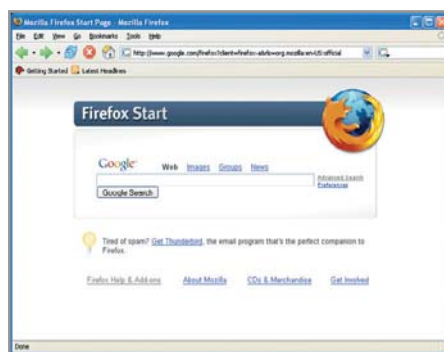 Mozilla Firefox Start Page - Mozilla Firefox
File Edit View Go Bookmarks Tools Help
Getting Started Latest Headlines
Firefox Start
Google
Web Images Groups News
Advanced Search
Preferences
Google Search
Tired of spam? Get Thunderbird, the email program that's the perfect companion to
Firefox.
Firefox Help & Add-ons About Mozilla CDs & Merchandise Get Involved
Done